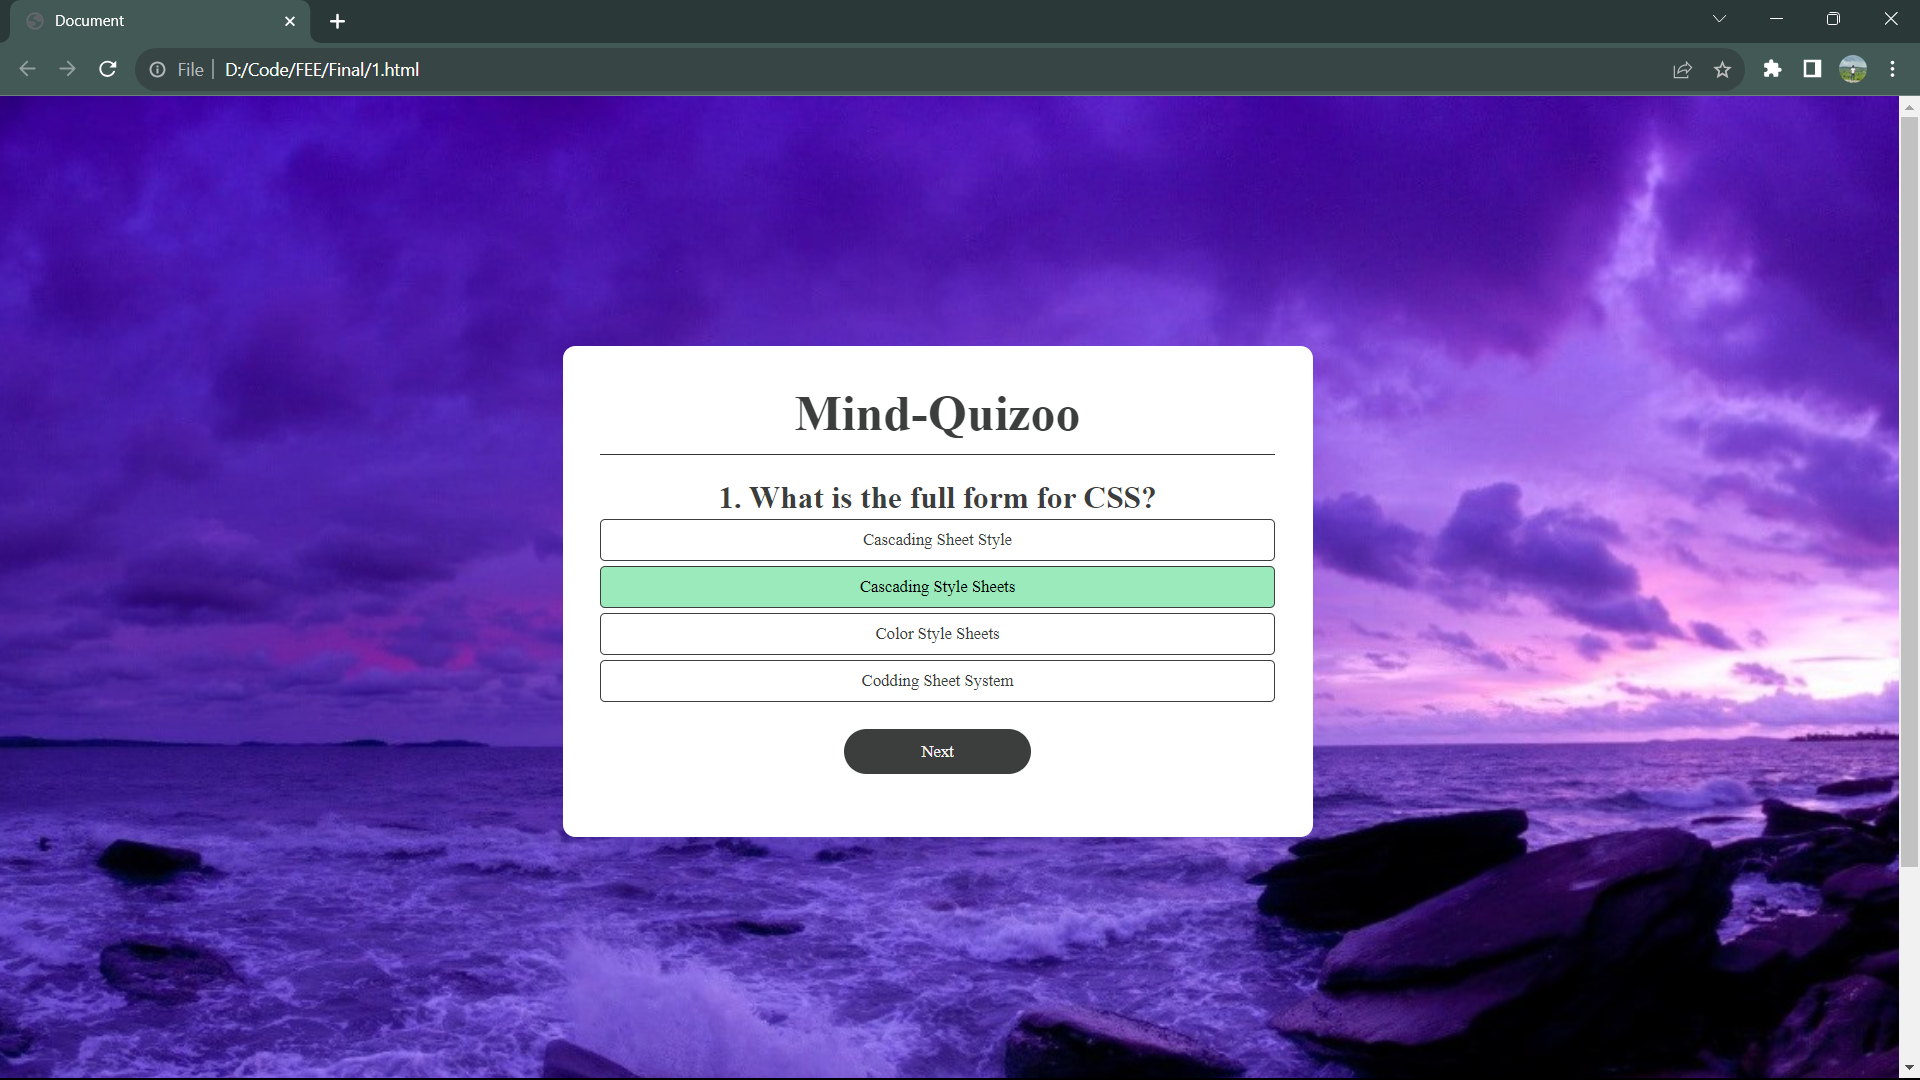 Document
File
D:/Code/FEE/Final/1.html
Mind-Quizoo
1. What is the full form for CSS?
Cascading Sheet Style
Cascading Style Sheets
Color Style Sheets
Codding Sheet System
Next